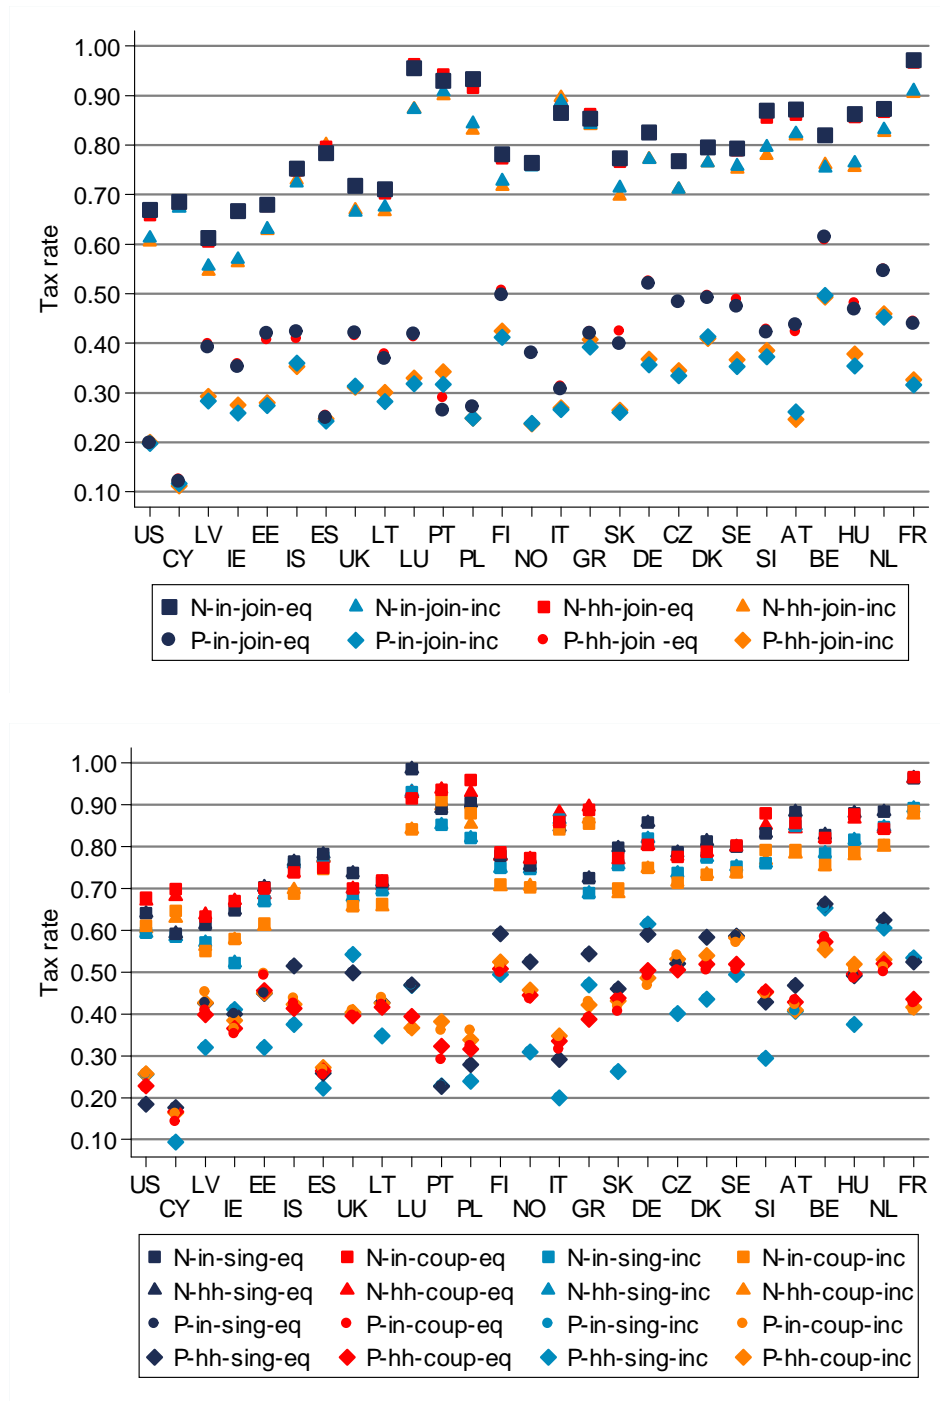 1.00
0.90
0.80
0.70
0.60
0.50
0.40
0.30
0.20
0.10
Tax rate
US LV EE ES LT PT FI IT SK CZ SE AT HU FR
CY IE IS UK LU PL NO GR DE DK SI BE NL
N-in-join-eq N-in-join-inc N-hh-join-eq N-hh-join-inc
P-in-join-eq P-in-join-inc P-hh-join -eq P-hh-join-inc
1.00
0.90
0.80
0.70
0.60
0.50
0.40
0.30
0.20
0.10
Tax rate
US LV EE ES LT PT FI IT SK CZ SE AT HU FR
CY IE IS UK LU PL NO GR DE DK SI BE NL
N-in-sing-eq N-in-coup-eq N-in-sing-inc N-in-coup-inc
N-hh-sing-eq N-hh-coup-eq N-hh-sing-inc N-hh-coup-inc
P-in-sing-eq P-in-coup-eq P-in-sing-inc P-in-coup-inc
P-hh-sing-eq P-hh-coup-eq P-hh-sing-inc P-hh-coup-inc